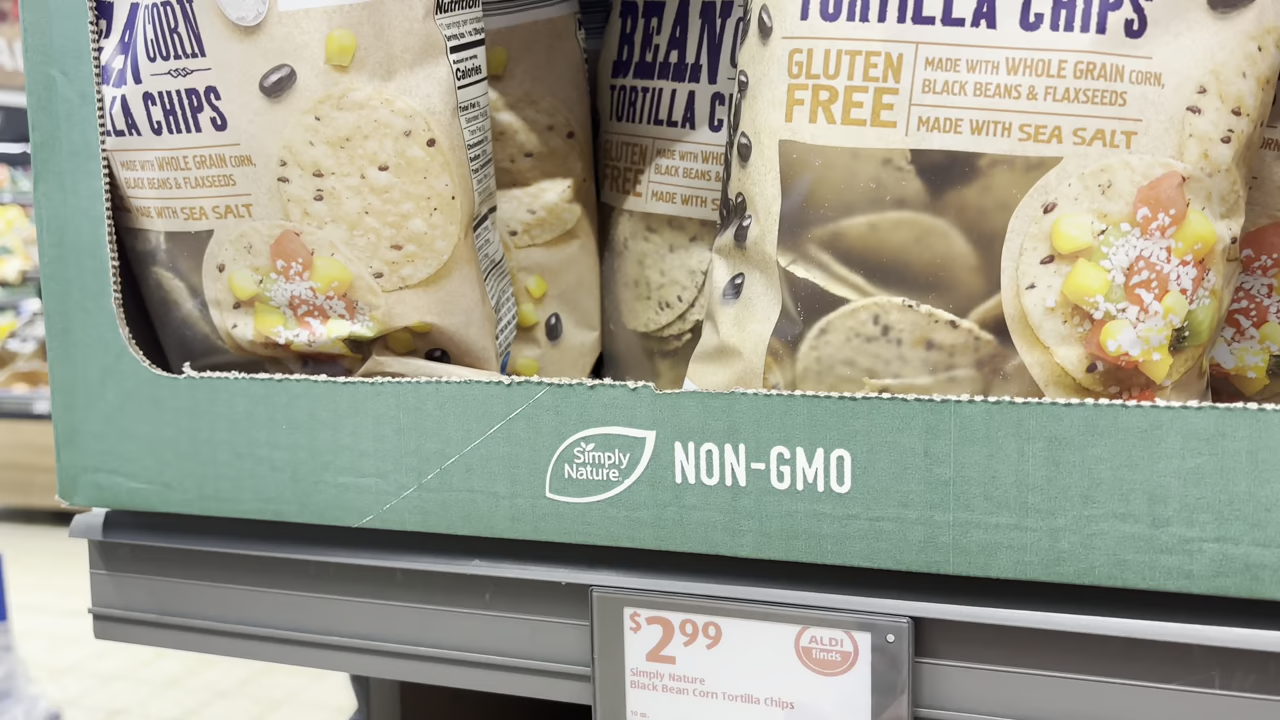 CORN
LA CHIPS
MADE WITH WHOLE GRAIN CORN,
BLACK BEANS & FLAXSEEDS
MADE WITH SEA SALT
Nutrition
Calories
BEAN
TORTILLA
GLUTEN
FREE
MADE WITH
BLACK BEANS &
MADE WITH
TORTILLA CHIPS
GLUTEN
FREE
MADE WITH WHOLE GRAIN CORN,
BLACK BEANS & FLAXSEEDS
MADE WITH SEA SALT
Simply
Nature®
NON-GMO
$2.99
ALDI
finds
Simply Nature
Black Bean Corn Tortilla Chips
10 oz.